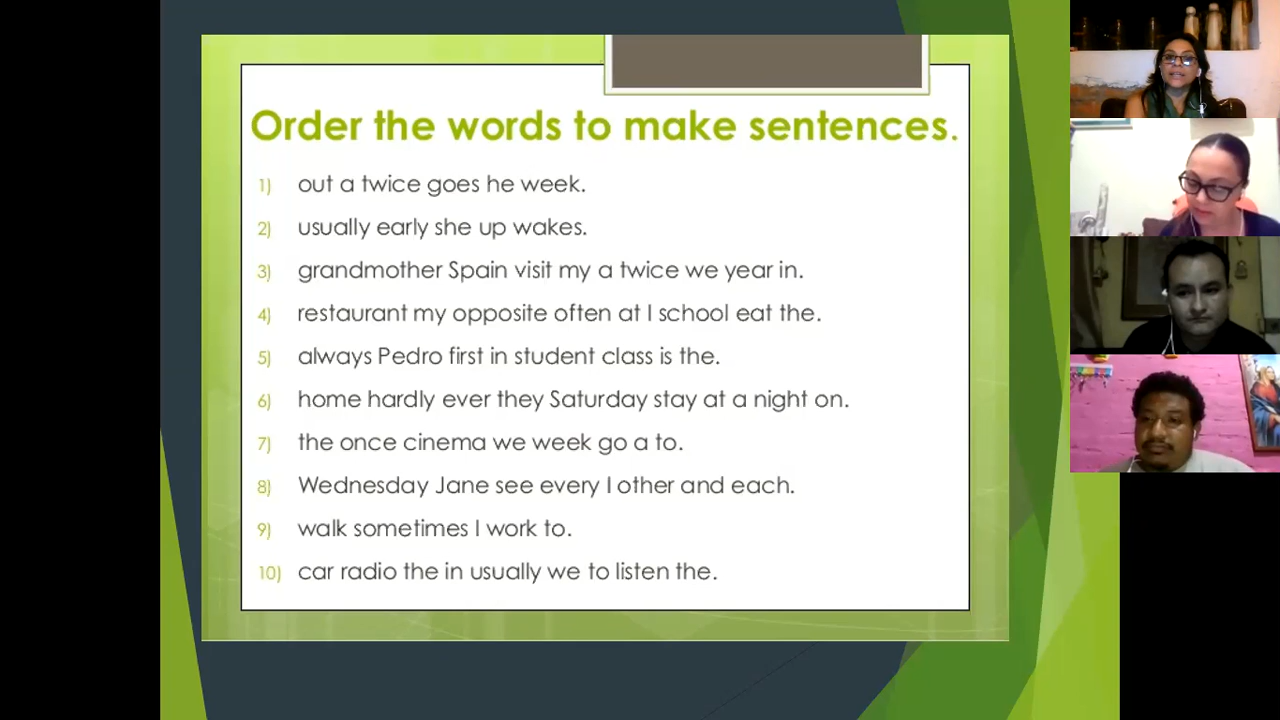 Order the words to make sentences.
1) out a twice goes he week.
2) usually early she up wakes.
3) grandmother Spain visit my a twice we year in.
4) restaurant my opposite often at I school eat the.
5) always Pedro first in student class is the.
6) home hardly ever they Saturday stay at a night on.
7) the once cinema we week go a to.
8) Wednesday Jane see every I other and each.
9) walk sometimes I work to.
10) car radio the in usually we to listen the.